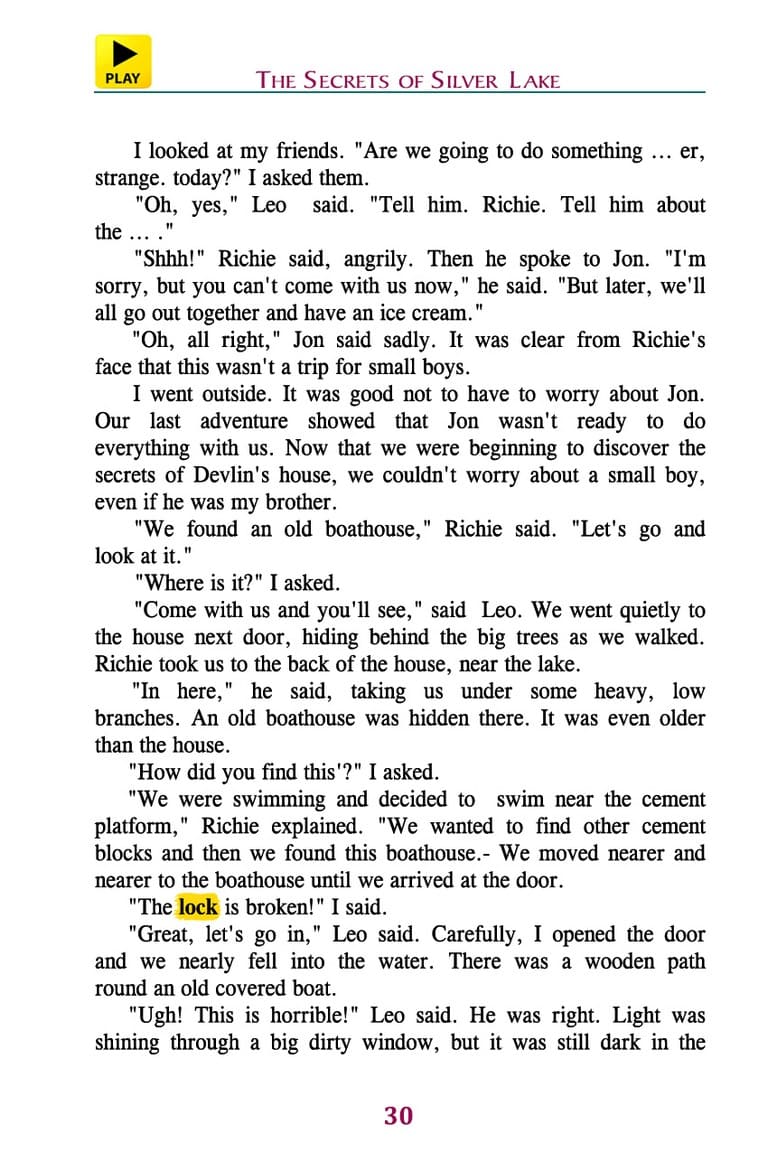 PLAY
THE SECRETS OF SILVER LAKE
I looked at my friends. "Are we going to do something ... er,
strange. today?" I asked them.
"Oh, yes," Leo said. "Tell him. Richie. Tell him about
the ... ."
"Shhh!" Richie said, angrily. Then he spoke to Jon. "I'm
sorry, but you can't come with us now," he said. "But later, we'll
all go out together and have an ice cream."
"Oh, all right," Jon said sadly. It was clear from Richie's
face that this wasn't a trip for small boys.
I went outside. It was good not to have to worry about Jon.
Our last adventure showed that Jon wasn't ready to do
everything with us. Now that we were beginning to discover the
secrets of Devlin's house, we couldn't worry about a small boy,
even if he was my brother.
"We found an old boathouse," Richie said. "Let's go and
look at it."
"Where is it?" I asked.
"Come with us and you'll see," said Leo. We went quietly to
the house next door, hiding behind the big trees as we walked.
Richie took us to the back of the house, near the lake.
"In here," he said, taking us under some heavy, low
branches. An old boathouse was hidden there. It was even older
than the house.
"How did you find this'?" I asked.
"We were swimming and decided to swim near the cement
platform," Richie explained. "We wanted to find other cement
blocks and then we found this boathouse.- We moved nearer and
nearer to the boathouse until we arrived at the door.
"The lock is broken!" I said.
"Great, let's go in," Leo said. Carefully, I opened the door
and we nearly fell into the water. There was a wooden path
round an old covered boat.
"Ugh! This is horrible!" Leo said. He was right. Light was
shining through a big dirty window, but it was still dark in the
30